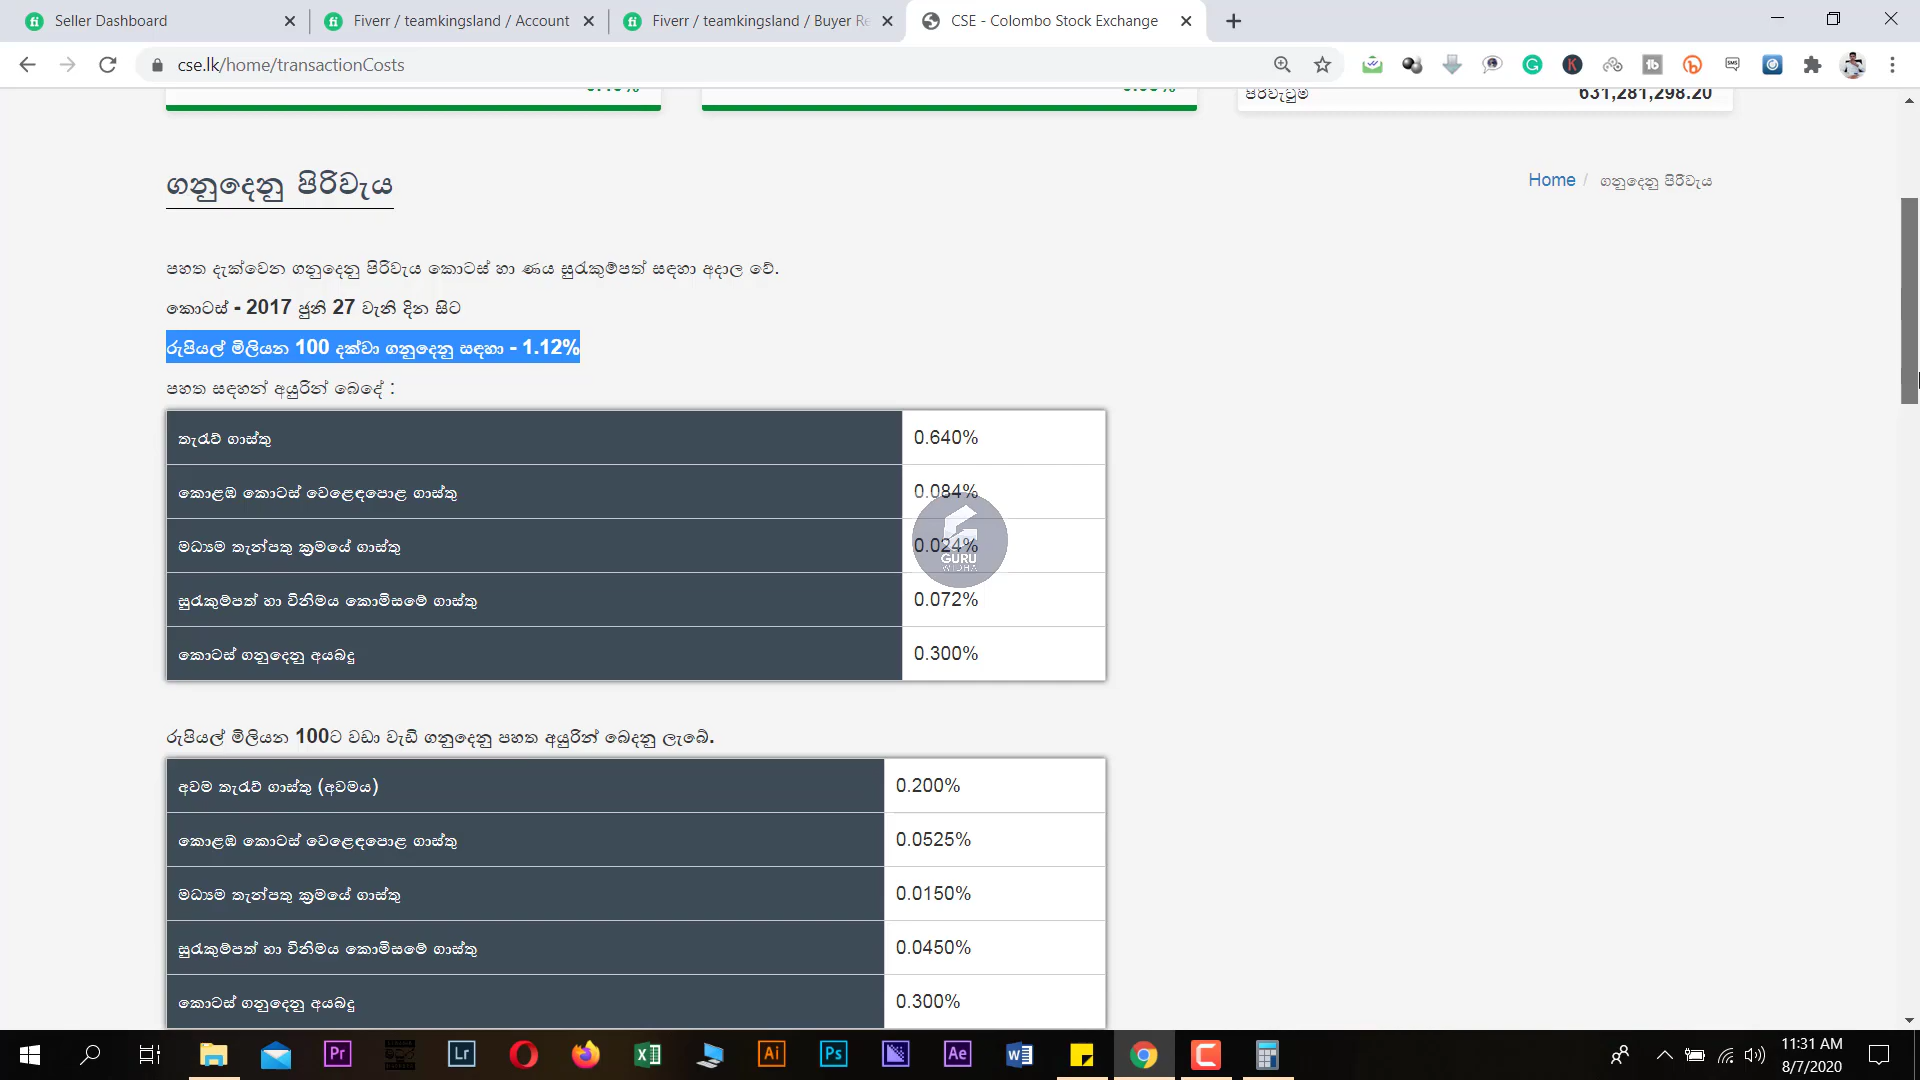 Seller Dashboard
Fiverr / teamkingsland / Account
Fiverr / teamkingsland / Buyer Re
CSE - Colombo Stock Exchange
cse.lk/home/transactionCosts
පිරිවැටුම 631,281,298.20
ගනුදෙනු පිරිවැය
Home / ගනුදෙනු පිරිවැය
පහත දැක්වෙන ගනුදෙනු පිරිවැය කොටස් හා ණය සුරැකුම්පත් සඳහා අදාල වේ.
කොටස් - 2017 ජුනි 27 වැනි දින සිට
රුපියල් මිලියන 100 දක්වා ගනුදෙනු සඳහා - 1.12%
පහත සඳහන් අයුරින් බෙදේ :
තැරැව් ගාස්තු 0.640%
කොළඹ කොටස් වෙළෙඳපොළ ගාස්තු 0.084%
මධ්‍යම තැන්පතු ක්‍රමයේ ගාස්තු 0.024%
සුරැකුම්පත් හා විනිමය කොමිසමේ ගාස්තු 0.072%
කොටස් ගනුදෙනු අයබදු 0.300%
GURU
WIDHA
රුපියල් මිලියන 100ට වඩා වැඩි ගනුදෙනු පහත අයුරින් බෙදනු ලැබේ.
අවම තැරැව් ගාස්තු (අවමය) 0.200%
කොළඹ කොටස් වෙළෙඳපොළ ගාස්තු 0.0525%
මධ්‍යම තැන්පතු ක්‍රමයේ ගාස්තු 0.0150%
සුරැකුම්පත් හා විනිමය කොමිසමේ ගාස්තු 0.0450%
කොටස් ගනුදෙනු අයබදු 0.300%
11:31 AM
8/7/2020